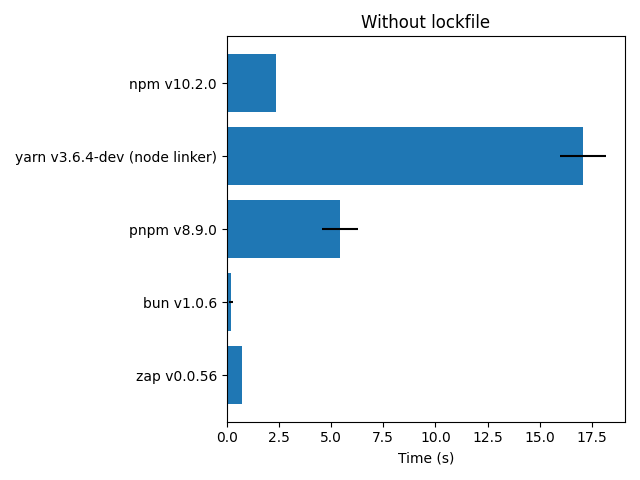 Without lockfile
npm v10.2.0
yarn v3.6.4-dev (node linker)
pnpm v8.9.0
bun v1.0.6
zap v0.0.56
0.0 2.5 5.0 7.5 10.0 12.5 15.0 17.5
Time (s)